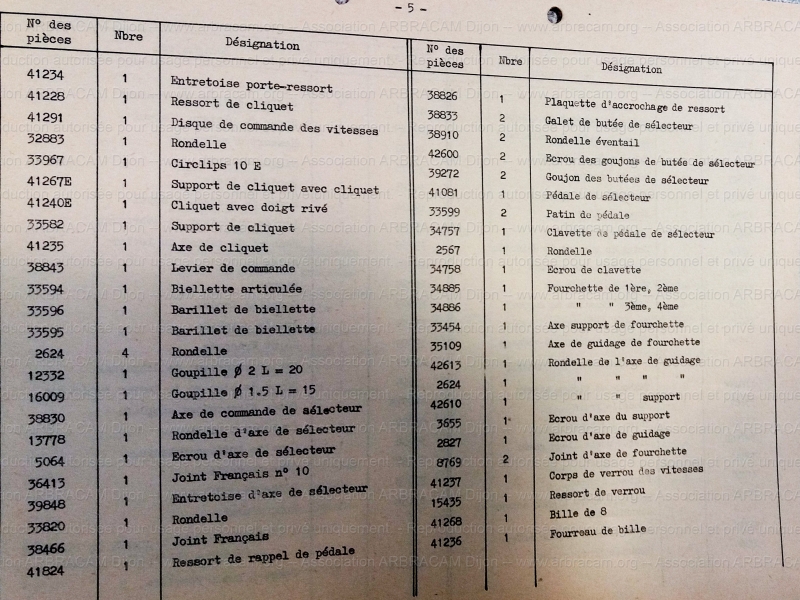 - 5 -
N° des pièces Nbre Désignation
41234 1 Entretoise porte-ressort
41228 1 Ressort de cliquet
41291 1 Disque de commande des vitesses
32883 1 Rondelle
33967 1 Circlips 10 E
41267E 1 Support de cliquet avec cliquet
41240E 1 Cliquet avec doigt rivé
33582 1 Support de cliquet
41235 1 Axe de cliquet
38843 1 Levier de commande
33594 1 Biellette articulée
33596 1 Barillet de biellette
33595 1 Barillet de biellette
2624 4 Rondelle
12332 1 Goupille Ø 2 L = 20
16009 1 Goupille Ø 1.5 L = 15
38830 1 Axe de commande de sélecteur
13778 1 Rondelle d'axe de sélecteur
5064 1 Ecrou d'axe de sélecteur
36413 1 Joint Français n° 10
39848 1 Entretoise d'axe de sélecteur
33820 1 Rondelle
38466 1 Joint Français
41824 1 Ressort de rappel de pédale
N° des pièces Nbre Désignation
38826 1 Plaquette d'accrochage de ressort
38833 2 Galet de butée de sélecteur
38910 2 Rondelle éventail
42600 2 Ecrou des goujons de butée de sélecteur
39272 2 Goujon des butées de sélecteur
41081 1 Pédale de sélecteur
33599 2 Patin de pédale
34757 1 Clavette de pédale de sélecteur
2567 1 Rondelle
34758 1 Ecrou de clavette
34885 1 Fourchette de 1ère, 2ème
34886 1 " " 3ème, 4ème
33454 1 Axe support de fourchette
35109 1 Axe de guidage de fourchette
42613 1 Rondelle de l'axe de guidage
2624 1 " " " "
42610 1 " " support
3655 1 Ecrou d'axe du support
2827 1 Ecrou d'axe de guidage
8769 2 Joint d'axe de fourchette
41237 1 Corps de verrou des vitesses
15435 1 Ressort de verrou
41268 1 Bille de 8
41236 1 Fourreau de bille